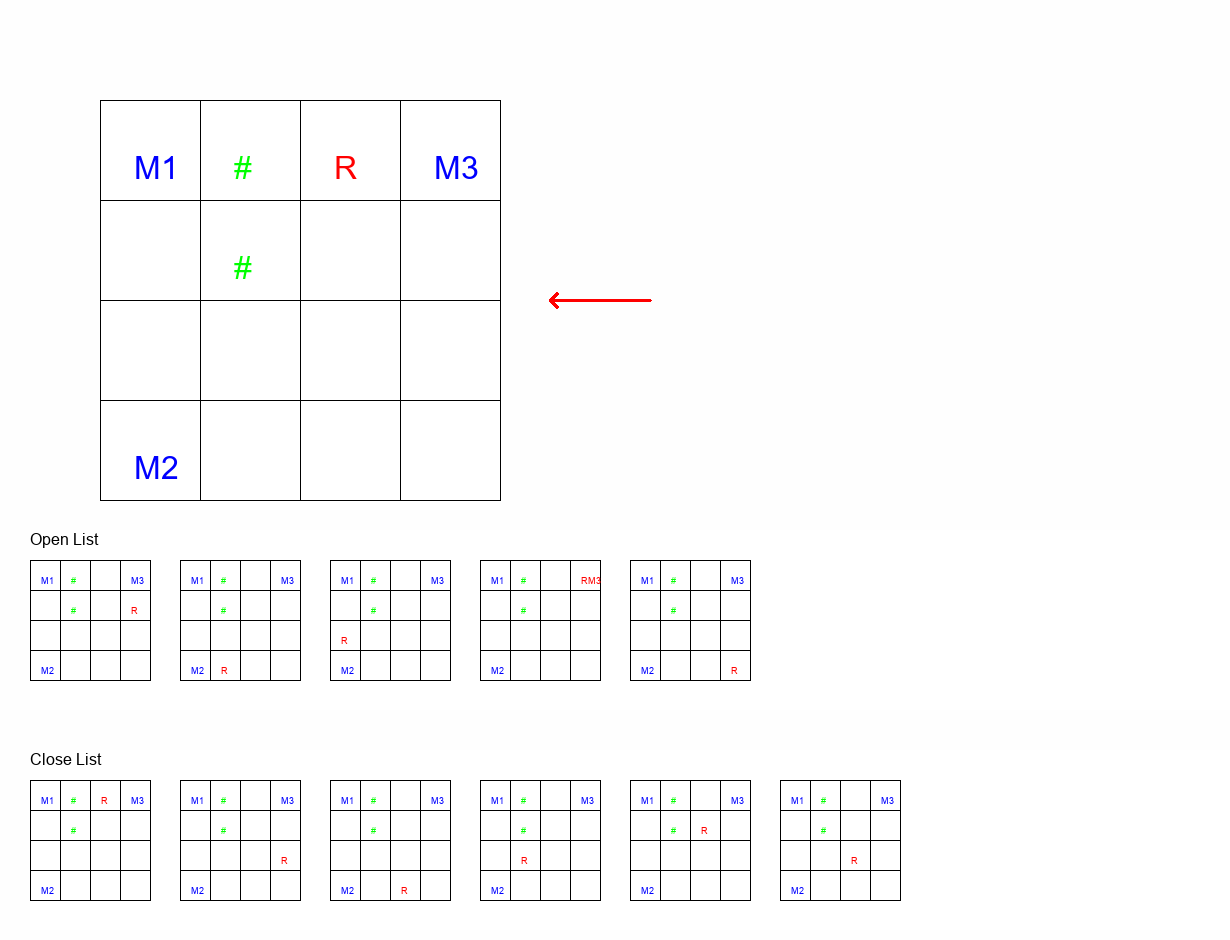 M1 # R M3
#
M2
Open List
M1 # M3 M1 # M3 M1 # M3 M1 # RM3 M1 # M3
# R # # # #
R
M2 M2 R M2 M2 M2 R
Close List
M1 # R M3 M1 # M3 M1 # M3 M1 # M3 M1 # M3 M1 # M3
# # # # # R #
R R R
M2 M2 M2 R M2 M2 M2